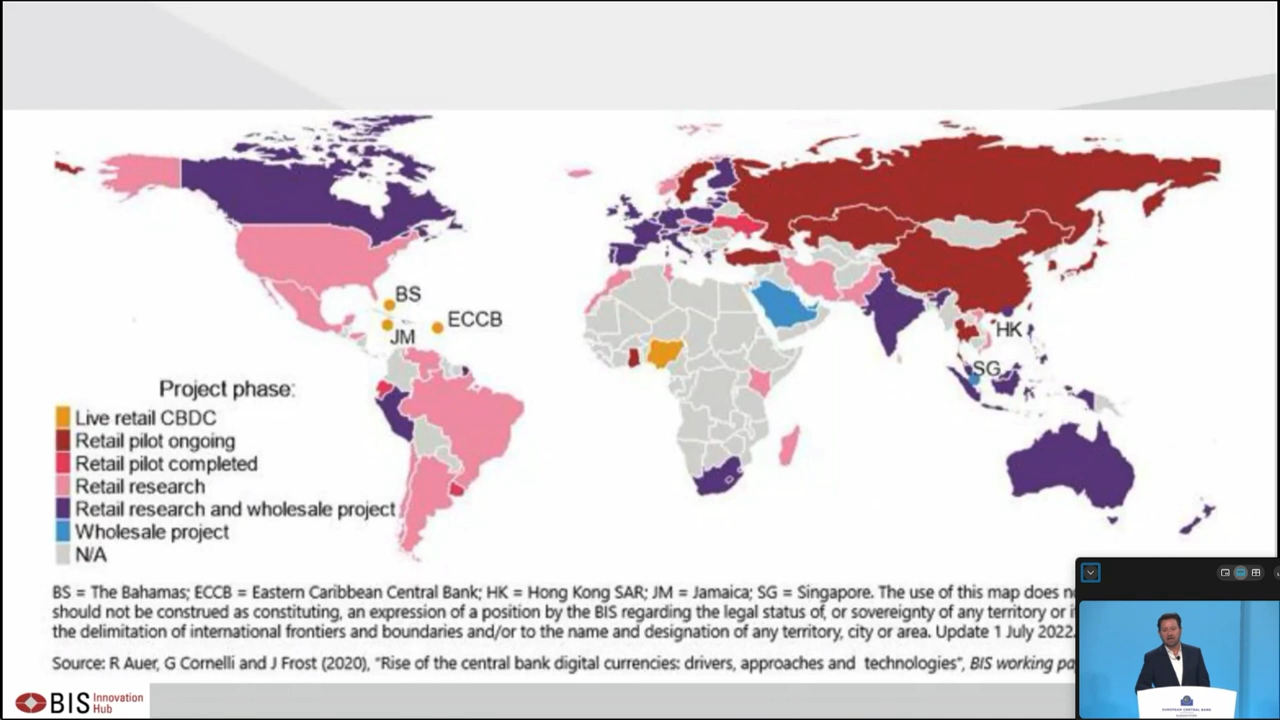 BS
ECCB
JM
HK
SG
Project phase:
Live retail CBDC
Retail pilot ongoing
Retail pilot completed
Retail research
Retail research and wholesale project
Wholesale project
N/A
BS = The Bahamas; ECCB = Eastern Caribbean Central Bank; HK = Hong Kong SAR; JM = Jamaica; SG = Singapore. The use of this map does
should not be construed as constituting, an expression of a position by the BIS regarding the legal status of, or sovereignty of any territory or
the delimitation of international frontiers and boundaries and/or to the name and designation of any territory, city or area. Update 1 July 2022.
Source: R Auer, G Cornelli and J Frost (2020), "Rise of the central bank digital currencies: drivers, approaches and technologies", BIS working
BIS Innovation
Hub
EUROPEAN CENTRAL BANK